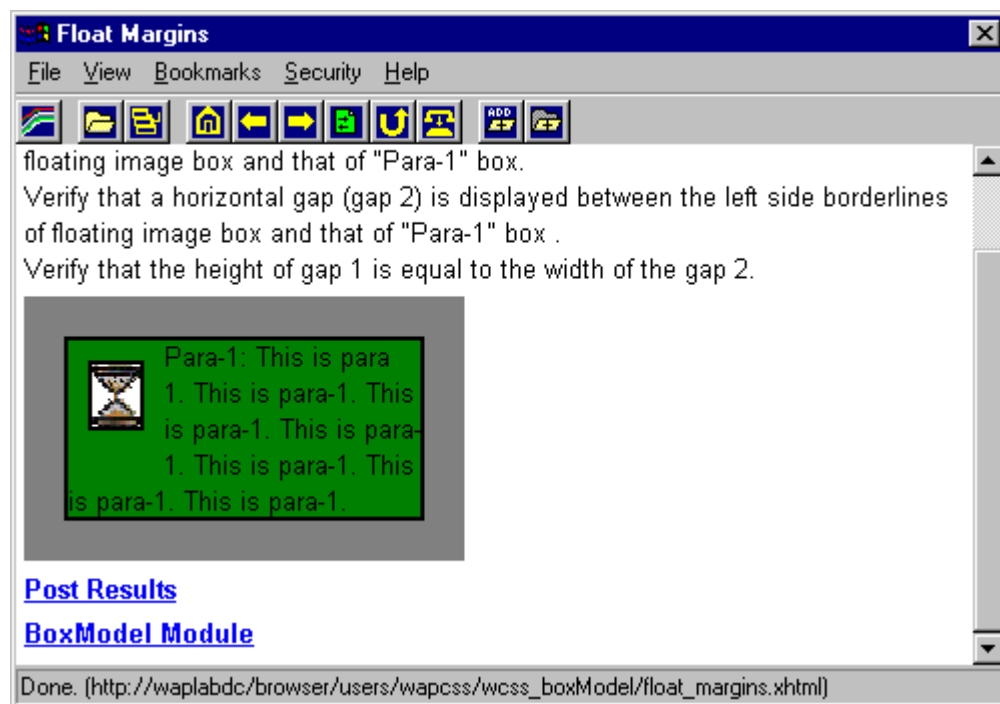 Float Margins
File View Bookmarks Security Help
ADD
floating image box and that of "Para-1" box.
Verify that a horizontal gap (gap 2) is displayed between the left side borderlines
of floating image box and that of "Para-1" box .
Verify that the height of gap 1 is equal to the width of the gap 2.
Para-1: This is para
1. This is para-1. This
is para-1. This is para-
1. This is para-1. This
is para-1. This is para-1.
Post Results
BoxModel Module
Done. (http://waplabdc/browser/users/wapcss/wcss_boxModel/float_margins.xhtml)